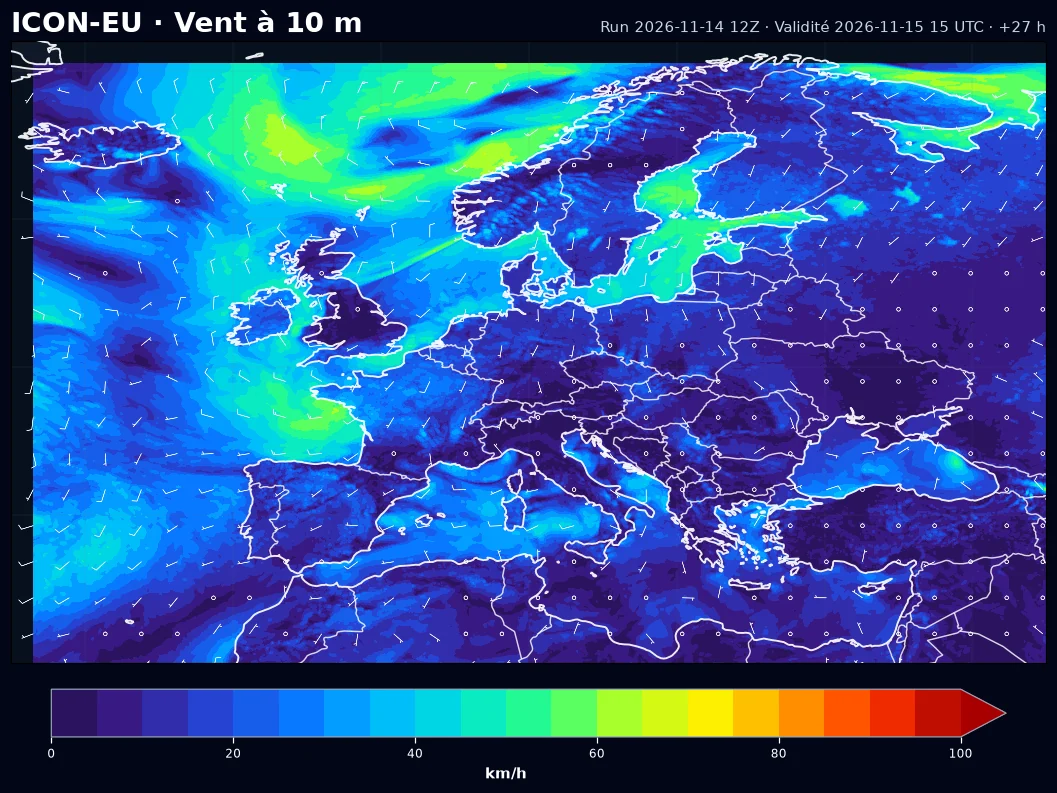 ICON-EU · Vent à 10 m
Run 2026-11-14 12Z · Validité 2026-11-15 15 UTC · +27 h
0 20 40 60 80 100
km/h